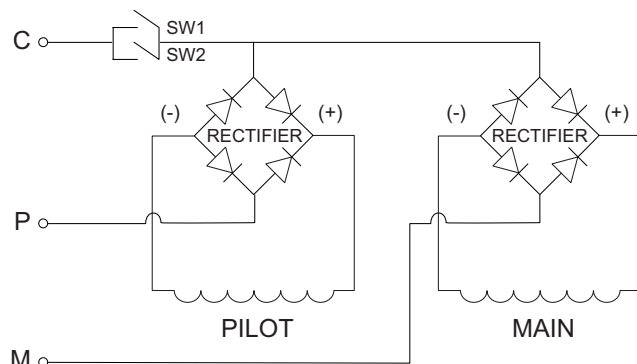 C
SW1
SW2
(-)
(+)
(-)
(+)
RECTIFIER
RECTIFIER
P
PILOT
MAIN
M